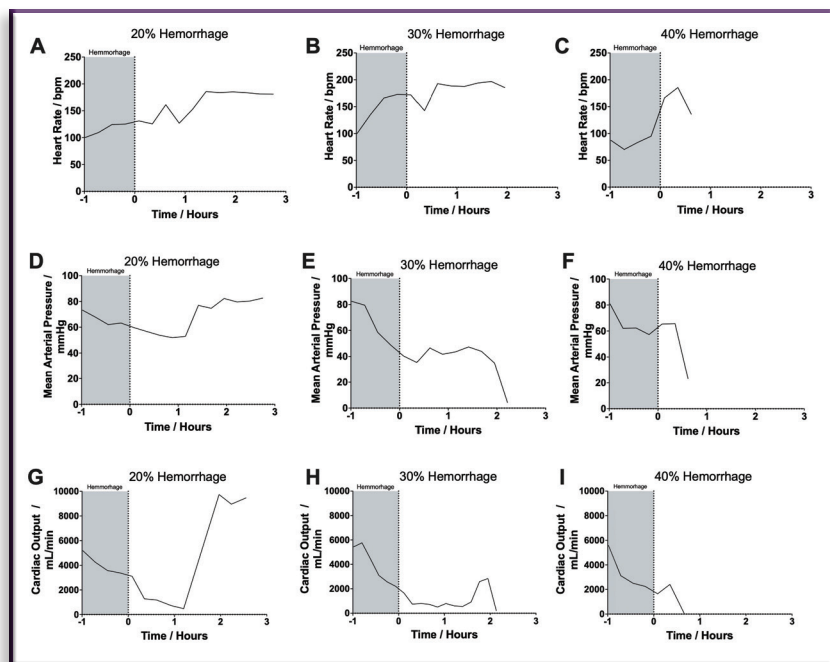 A
20% Hemorrhage
Hemmorhage
Heart Rate / bpm
250
200
150
100
50
0
-1 0 1 2 3
Time / Hours
B
30% Hemorrhage
Hemmorhage
Heart Rate / bpm
250
200
150
100
50
0
-1 0 1 2 3
Time / Hours
C
40% Hemorrhage
Hemmorhage
Heart Rate / bpm
250
200
150
100
50
0
-1 0 1 2 3
Time / Hours
D
20% Hemorrhage
Hemmorhage
Mean Arterial Pressure /
mmHg
100
80
60
40
20
0
-1 0 1 2 3
Time / Hours
E
30% Hemorrhage
Hemmorhage
Mean Arterial Pressure /
mmHg
100
80
60
40
20
0
-1 0 1 2 3
Time / Hours
F
40% Hemorrhage
Hemmorhage
Mean Arterial Pressure /
mmHg
100
80
60
40
20
0
-1 0 1 2 3
Time / Hours
G
20% Hemorrhage
Hemmorhage
Cardiac Output /
mL/min
10000
8000
6000
4000
2000
0
-1 0 1 2 3
Time / Hours
H
30% Hemorrhage
Hemmorhage
Cardiac Output /
mL/min
10000
8000
6000
4000
2000
0
-1 0 1 2 3
Time / Hours
I
40% Hemorrhage
Hemmorhage
Cardiac Output /
mL/min
10000
8000
6000
4000
2000
0
-1 0 1 2 3
Time / Hours